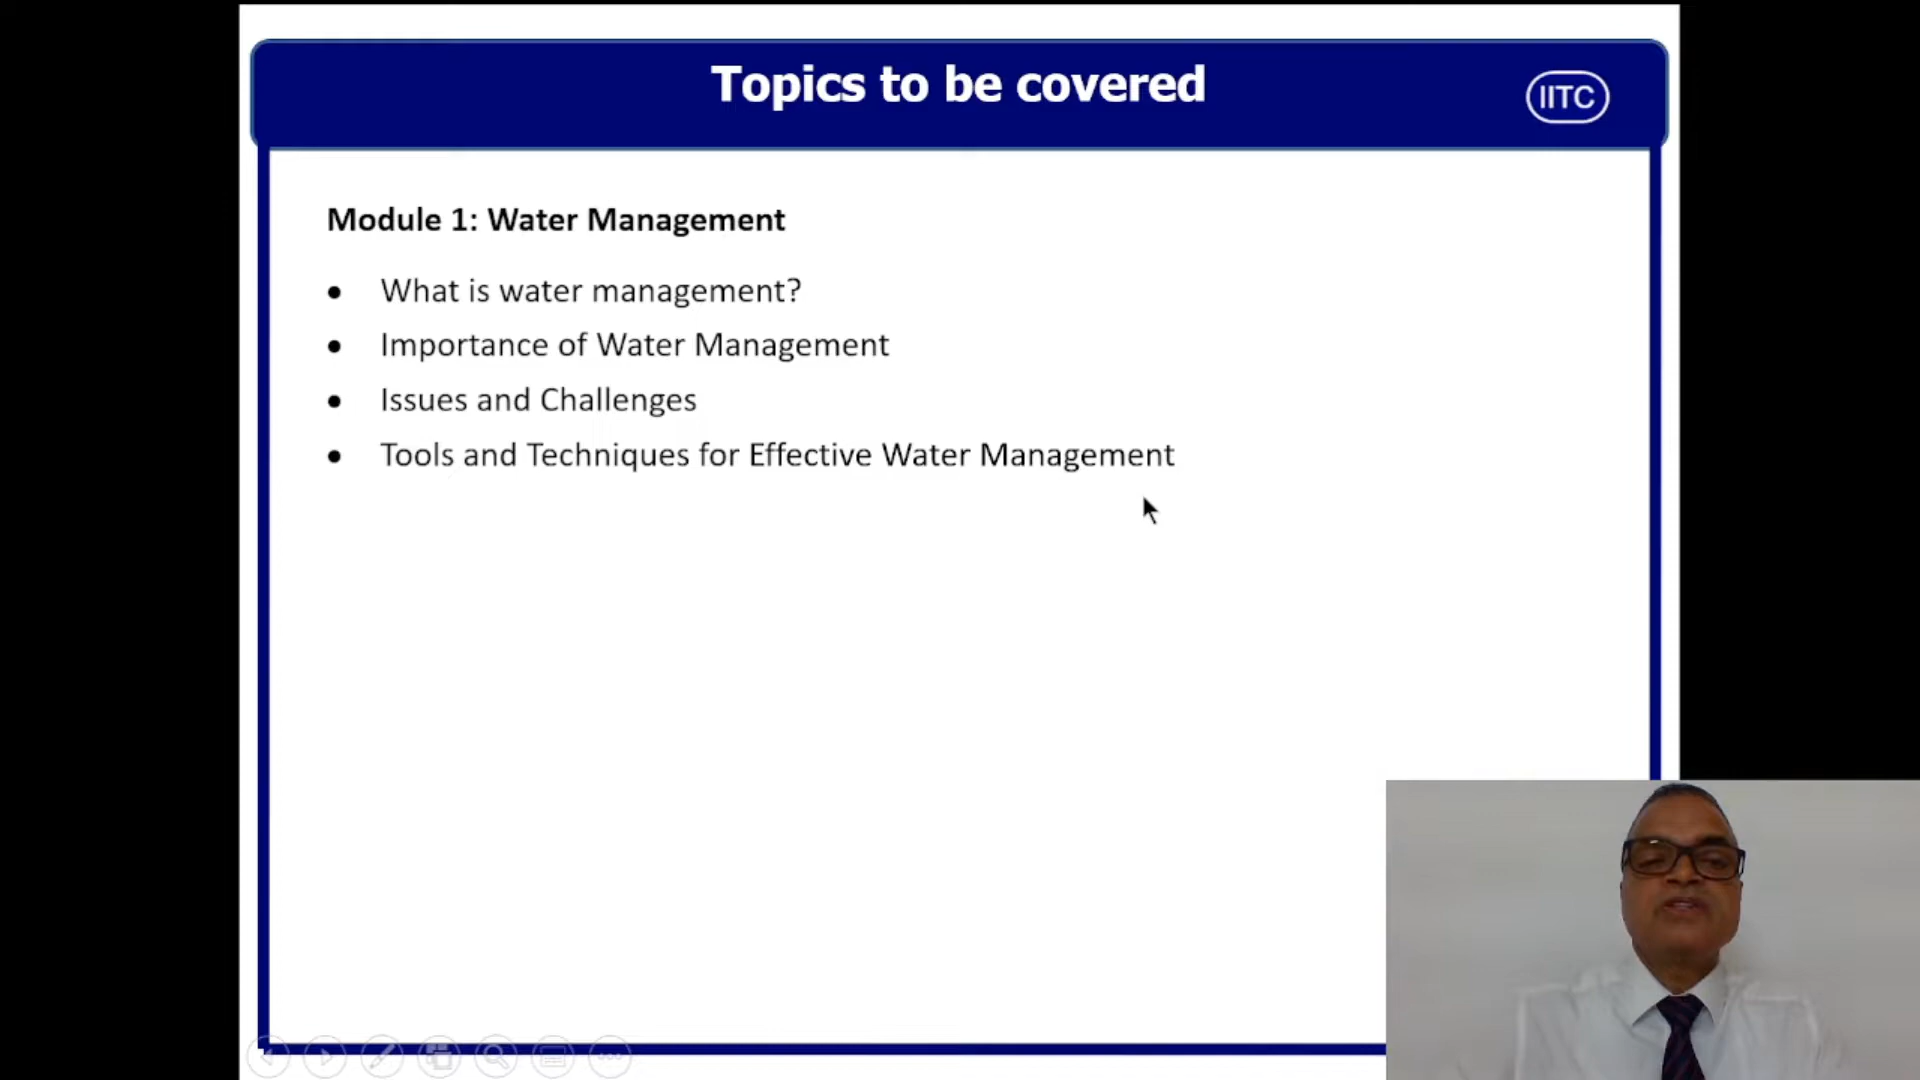 Topics to be covered
IITC
Module 1: Water Management
• What is water management?
• Importance of Water Management
• Issues and Challenges
• Tools and Techniques for Effective Water Management